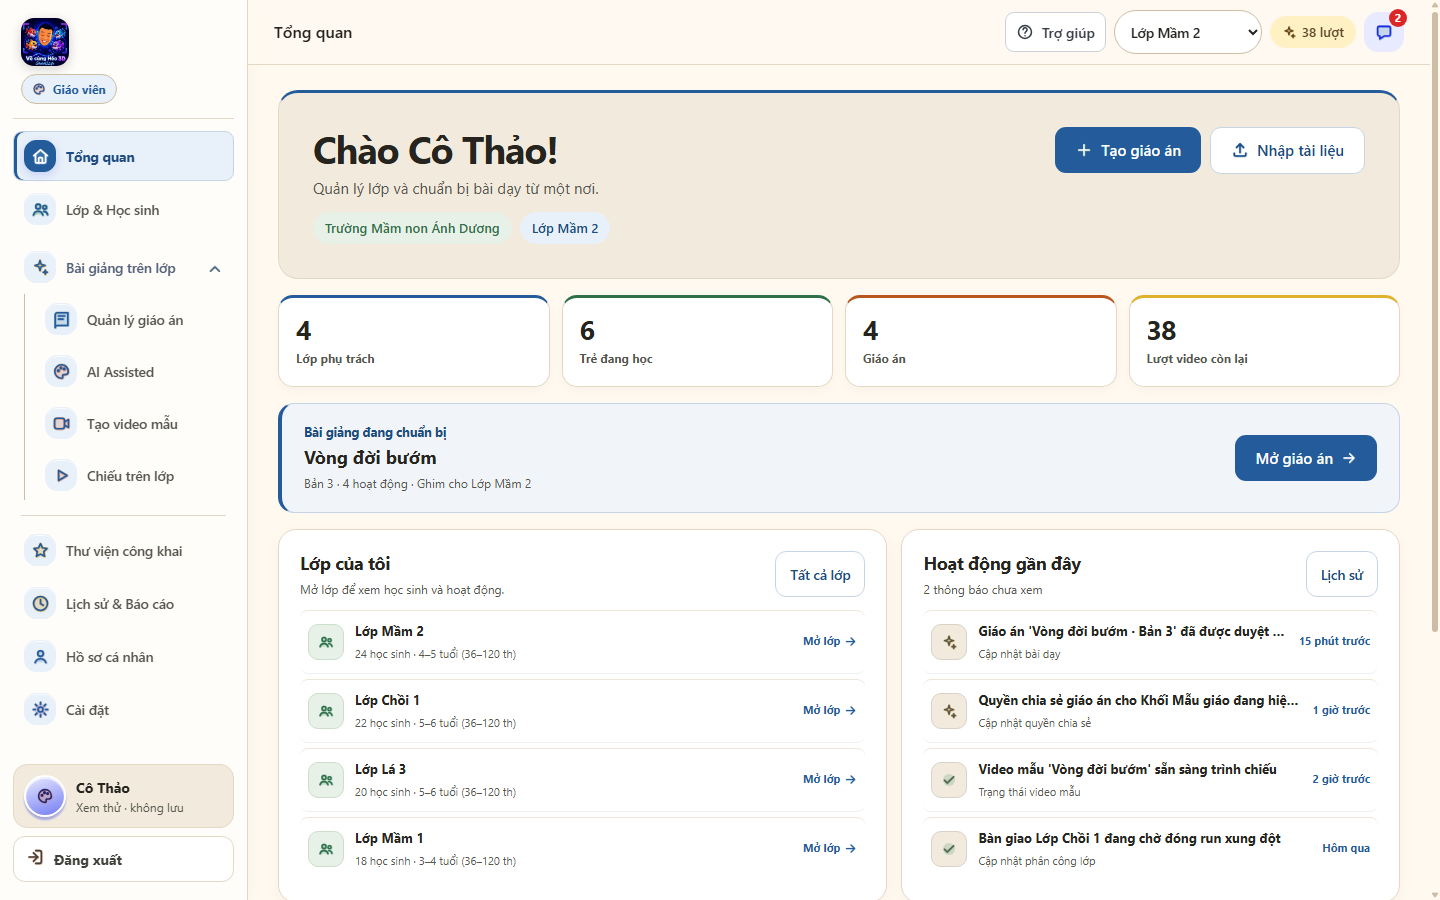 Vô cùng Hảo 3D
Giáo viên
Tổng quan
Lớp & Học sinh
Bài giảng trên lớp
Quản lý giáo án
AI Assisted
Tạo video mẫu
Chiếu trên lớp
Thư viện công khai
Lịch sử & Báo cáo
Hồ sơ cá nhân
Cài đặt
Cô Thảo
Xem thử · không lưu
Đăng xuất
Tổng quan
Trợ giúp
Lớp Mầm 2
38 lượt
2
Chào Cô Thảo!
Quản lý lớp và chuẩn bị bài dạy từ một nơi.
Trường Mầm non Ánh Dương
Lớp Mầm 2
Tạo giáo án
Nhập tài liệu
4
Lớp phụ trách
6
Trẻ đang học
4
Giáo án
38
Lượt video còn lại
Bài giảng đang chuẩn bị
Vòng đời bướm
Bản 3 · 4 hoạt động · Ghim cho Lớp Mầm 2
Mở giáo án →
Lớp của tôi
Mở lớp để xem học sinh và hoạt động.
Tất cả lớp
Lớp Mầm 2
24 học sinh · 4–5 tuổi (36–120 th)
Mở lớp →
Lớp Chồi 1
22 học sinh · 5–6 tuổi (36–120 th)
Mở lớp →
Lớp Lá 3
20 học sinh · 5–6 tuổi (36–120 th)
Mở lớp →
Lớp Mầm 1
18 học sinh · 3–4 tuổi (36–120 th)
Mở lớp →
Hoạt động gần đây
2 thông báo chưa xem
Lịch sử
Giáo án 'Vòng đời bướm · Bản 3' đã được duyệt ...
Cập nhật bài dạy
15 phút trước
Quyền chia sẻ giáo án cho Khối Mẫu giáo đang hiệ...
Cập nhật quyền chia sẻ
1 giờ trước
Video mẫu 'Vòng đời bướm' sẵn sàng trình chiếu
Trạng thái video mẫu
2 giờ trước
Bàn giao Lớp Chồi 1 đang chờ đóng run xung đột
Cập nhật phân công lớp
Hôm qua